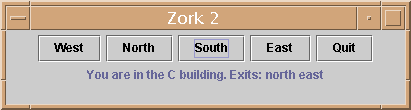 Zork 2
West North South East Quit
You are in the C building. Exits: north east